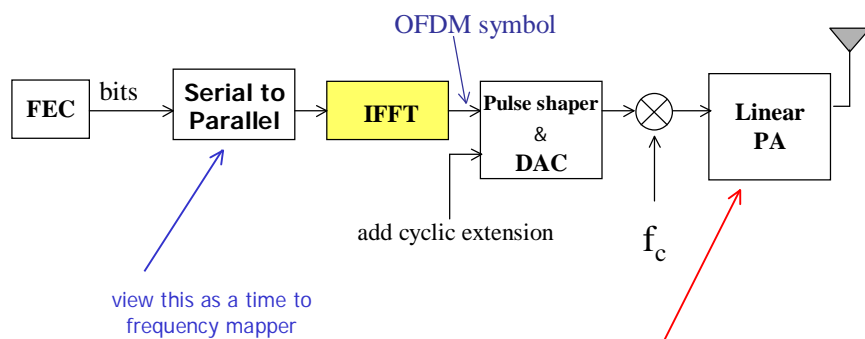 OFDM symbol
FEC
bits
Serial to
Parallel
IFFT
Pulse shaper
&
DAC
Linear
PA
add cyclic extension
f_c
view this as a time to
frequency mapper